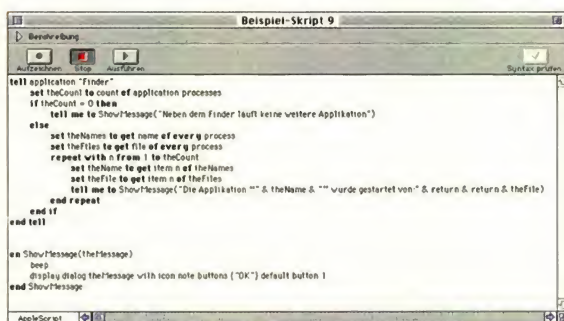 Beispiel-Skript 9
Beschreibung...
Aufzeichnen Stop Ausführen Syntax prüfen
tell application "Finder"
set theCount to count of application processes
if theCount = 0 then
tell me to ShowMessage("Neben dem Finder läuft keine weitere Applikation")
else
set theNames to get name of every process
set theFiles to get file of every process
repeat with n from 1 to theCount
set theName to get item n of theNames
set theFile to get item n of theFiles
tell me to ShowMessage("Die Applikation "" & theName & "" wurde gestartet von:" & return & return & theFile)
end repeat
end if
end tell
on ShowMessage(theMessage)
beep
display dialog theMessage with icon note buttons {"OK"} default button 1
end ShowMessage
AppleScript